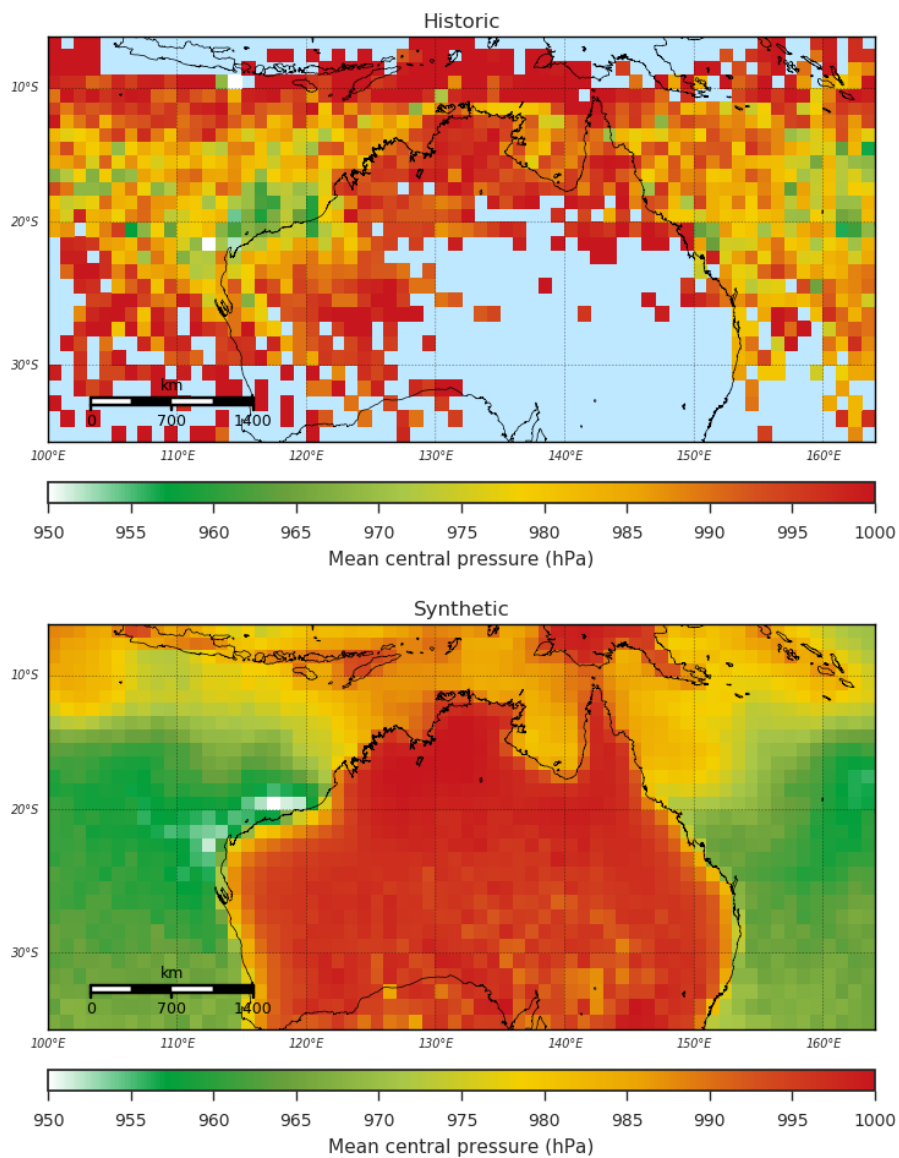 Historic
10°S
20°S
30°S
km
0 700 1400
100°E 110°E 120°E 130°E 140°E 150°E 160°E
950 955 960 965 970 975 980 985 990 995 1000
Mean central pressure (hPa)
Synthetic
10°S
20°S
30°S
km
0 700 1400
100°E 110°E 120°E 130°E 140°E 150°E 160°E
950 955 960 965 970 975 980 985 990 995 1000
Mean central pressure (hPa)